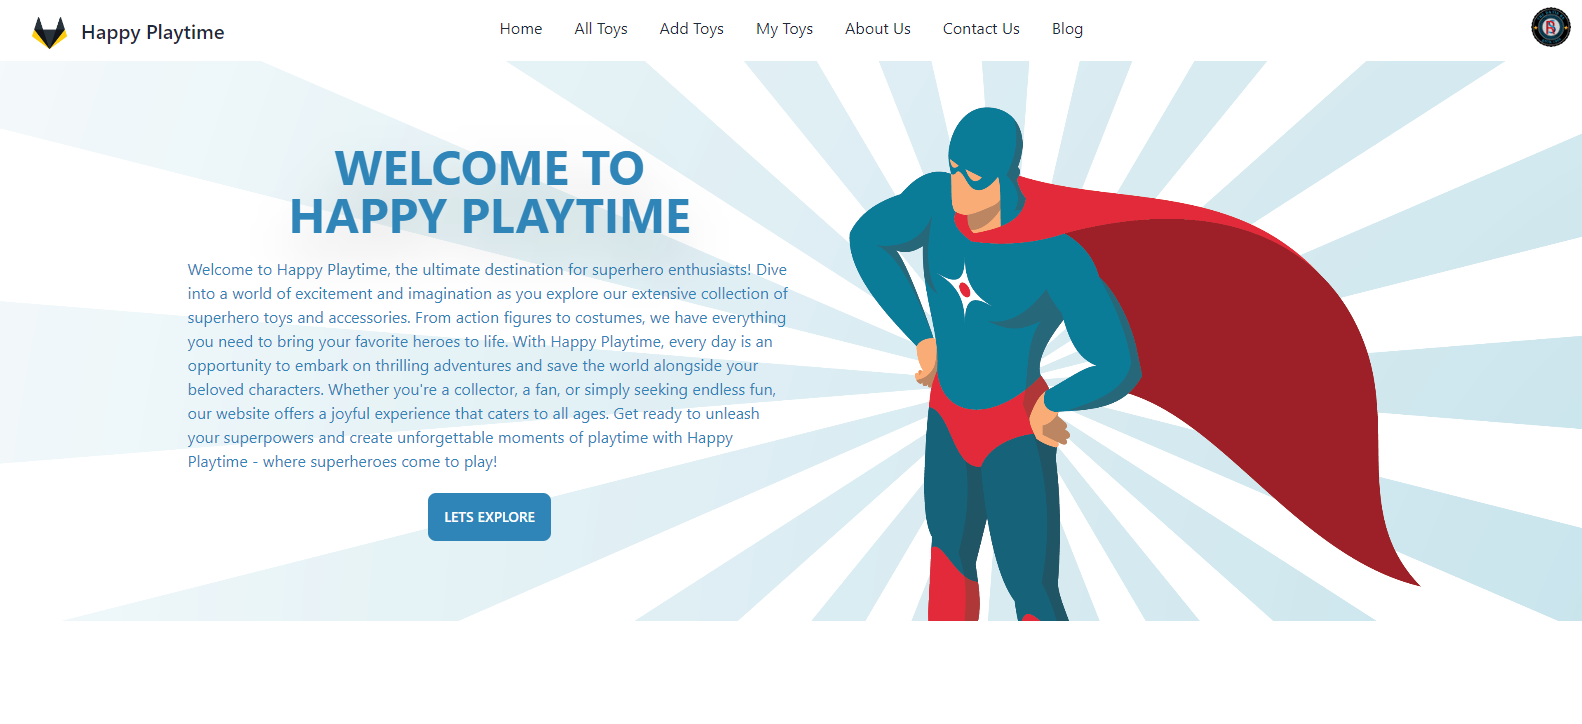 Happy Playtime
Home
All Toys
Add Toys
My Toys
About Us
Contact Us
Blog
WELCOME TO
HAPPY PLAYTIME
Welcome to Happy Playtime, the ultimate destination for superhero enthusiasts! Dive
into a world of excitement and imagination as you explore our extensive collection of
superhero toys and accessories. From action figures to costumes, we have everything
you need to bring your favorite heroes to life. With Happy Playtime, every day is an
opportunity to embark on thrilling adventures and save the world alongside your
beloved characters. Whether you're a collector, a fan, or simply seeking endless fun,
our website offers a joyful experience that caters to all ages. Get ready to unleash
your superpowers and create unforgettable moments of playtime with Happy
Playtime - where superheroes come to play!
LETS EXPLORE